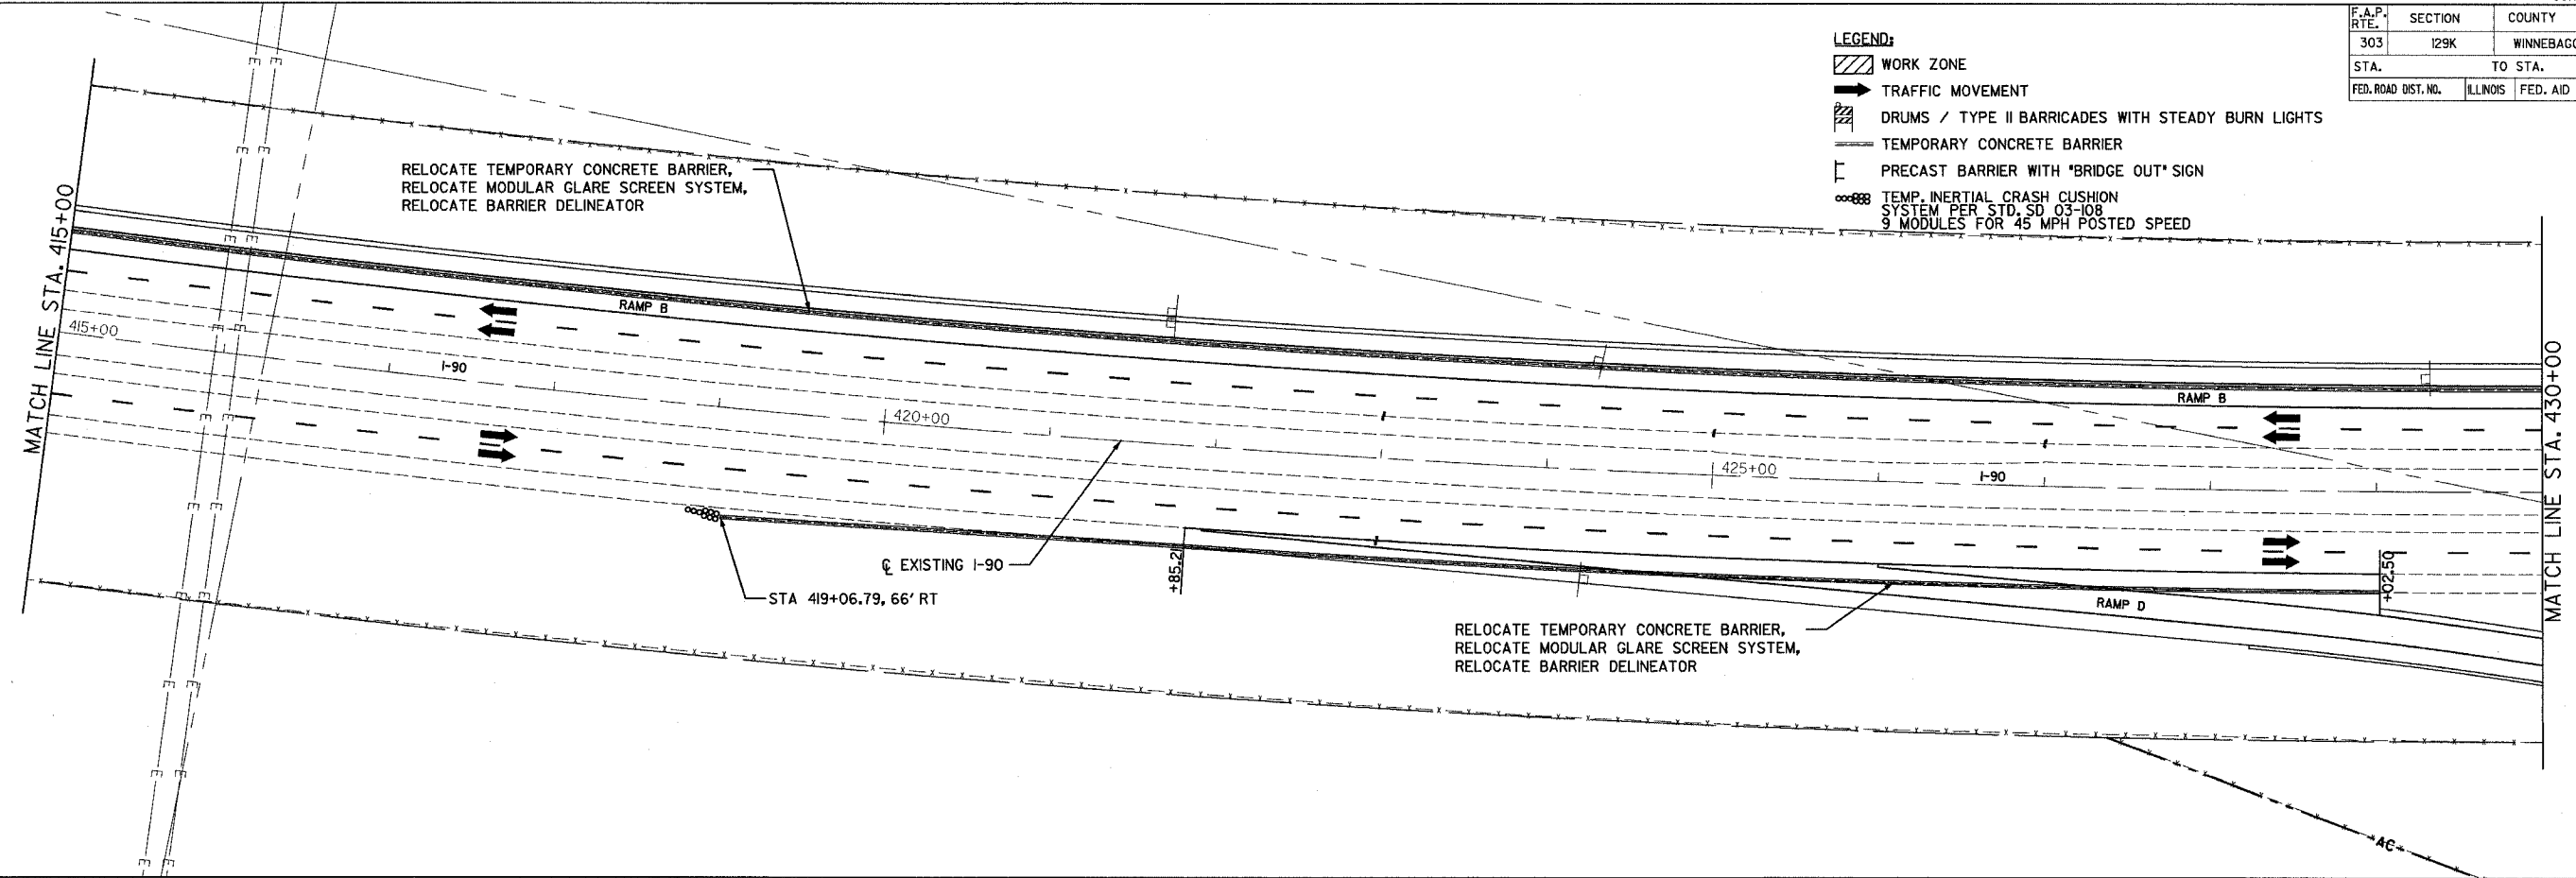 F.A.P. RTE. SECTION COUNTY
303 129K WINNEBAGO
STA. TO STA.
FED. ROAD DIST. NO. ILLINOIS FED. AID
LEGEND:
WORK ZONE
TRAFFIC MOVEMENT
DRUMS / TYPE II BARRICADES WITH STEADY BURN LIGHTS
TEMPORARY CONCRETE BARRIER
PRECAST BARRIER WITH "BRIDGE OUT" SIGN
TEMP. INERTIAL CRASH CUSHION
SYSTEM PER STD. SD 03-108
9 MODULES FOR 45 MPH POSTED SPEED
RELOCATE TEMPORARY CONCRETE BARRIER,
RELOCATE MODULAR GLARE SCREEN SYSTEM,
RELOCATE BARRIER DELINEATOR
MATCH LINE STA. 415+00
415+00
RAMP B
I-90
420+00
425+00
I-90
RAMP B
MATCH LINE STA. 430+00
℄ EXISTING I-90
STA 419+06.79, 66' RT
+85.21
+02.50
RAMP D
RELOCATE TEMPORARY CONCRETE BARRIER,
RELOCATE MODULAR GLARE SCREEN SYSTEM,
RELOCATE BARRIER DELINEATOR
AC
E E E E E E E E E E E E E E E E